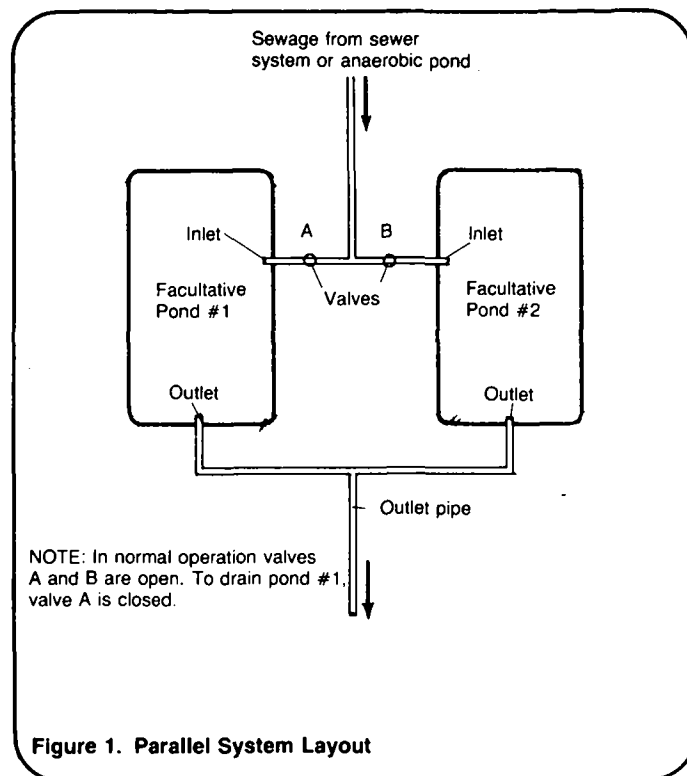 Sewage from sewer
system or anaerobic pond
A
B
Inlet
Inlet
Valves
Facultative
Pond #1
Facultative
Pond #2
Outlet
Outlet
Outlet pipe
NOTE: In normal operation valves
A and B are open. To drain pond #1,
valve A is closed.
Figure 1. Parallel System Layout